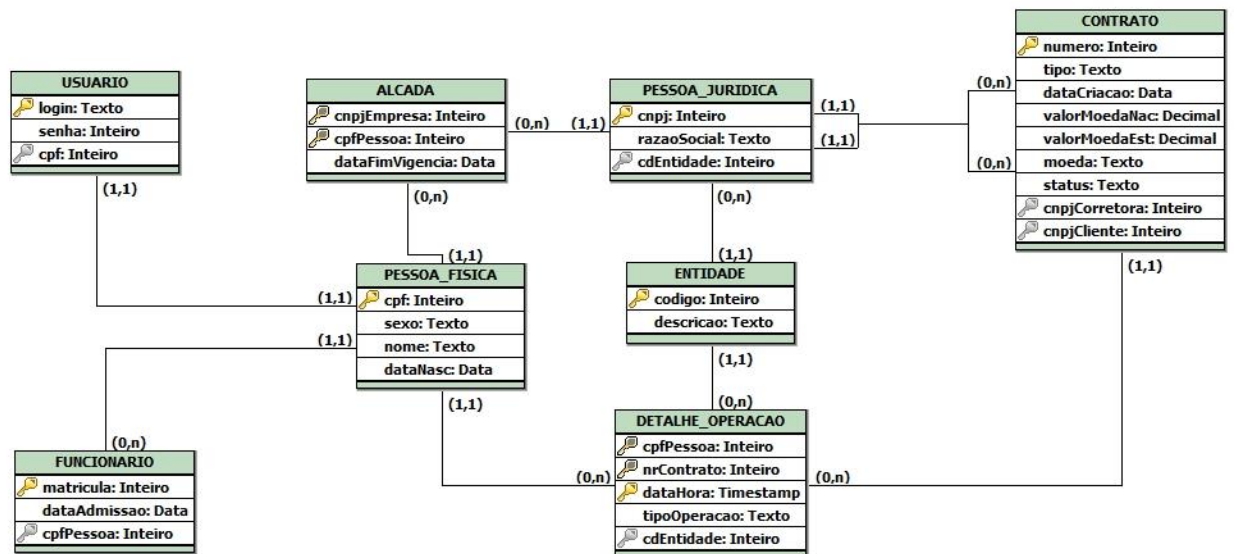 CONTRATO
numero: Inteiro
tipo: Texto
dataCriacao: Data
valorMoedaNac: Decimal
valorMoedaEst: Decimal
moeda: Texto
status: Texto
cnpjCorretora: Inteiro
cnpjCliente: Inteiro
USUARIO
login: Texto
senha: Inteiro
cpf: Inteiro
ALCADA
cnpjEmpresa: Inteiro
cpfPessoa: Inteiro
dataFimVigencia: Data
(0,n)
(1,1)
PESSOA_JURIDICA
cnpj: Inteiro
razaoSocial: Texto
cdEntidade: Inteiro
(1,1)
(1,1)
(0,n)
(0,n)
(1,1)
(0,n)
(0,n)
(1,1)
(1,1)
(1,1)
PESSOA_FISICA
cpf: Inteiro
sexo: Texto
nome: Texto
dataNasc: Data
(1,1)
(1,1)
(1,1)
ENTIDADE
codigo: Inteiro
descricao: Texto
(1,1)
(0,n)
(0,n)
FUNCIONARIO
matricula: Inteiro
dataAdmissao: Data
cpfPessoa: Inteiro
DETALHE_OPERACAO
cpfPessoa: Inteiro
nrContrato: Inteiro
dataHora: Timestamp
tipoOperacao: Texto
cdEntidade: Inteiro
(0,n)
(0,n)